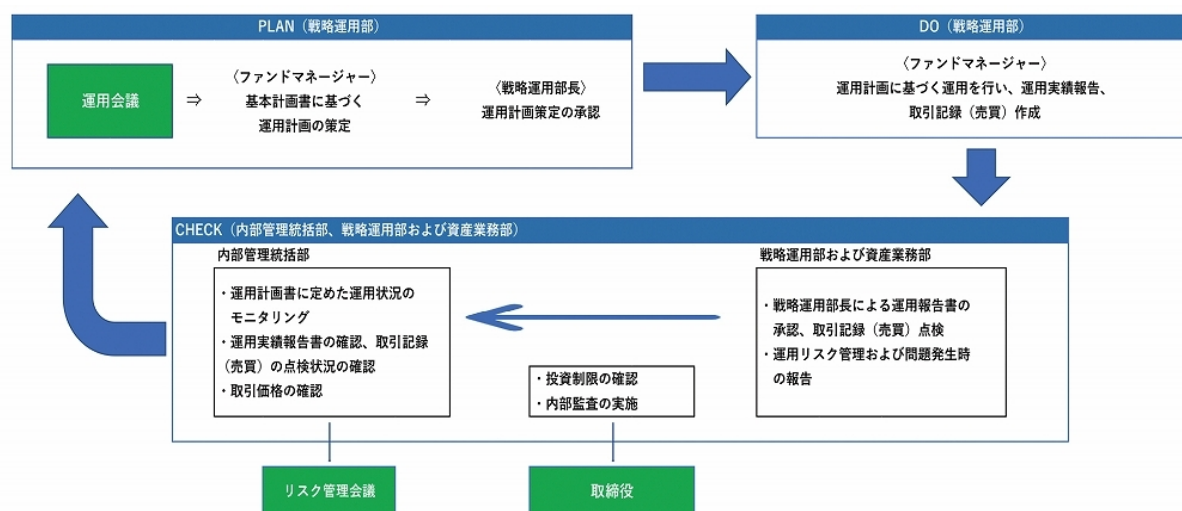 PLAN（戦略運用部）
運用会議
⇒
〈ファンドマネージャー〉
基本計画書に基づく
運用計画の策定
⇒
〈戦略運用部長〉
運用計画策定の承認
DO（戦略運用部）
〈ファンドマネージャー〉
運用計画に基づく運用を行い、運用実績報告、
取引記録（売買）作成
CHECK（内部管理統括部、戦略運用部および資産業務部）
内部管理統括部
・運用計画書に定めた運用状況の
モニタリング
・運用実績報告書の確認、取引記録
（売買）の点検状況の確認
・取引価格の確認
・投資制限の確認
・内部監査の実施
戦略運用部および資産業務部
・戦略運用部長による運用報告書の
承認、取引記録（売買）点検
・運用リスク管理および問題発生時
の報告
リスク管理会議
取締役